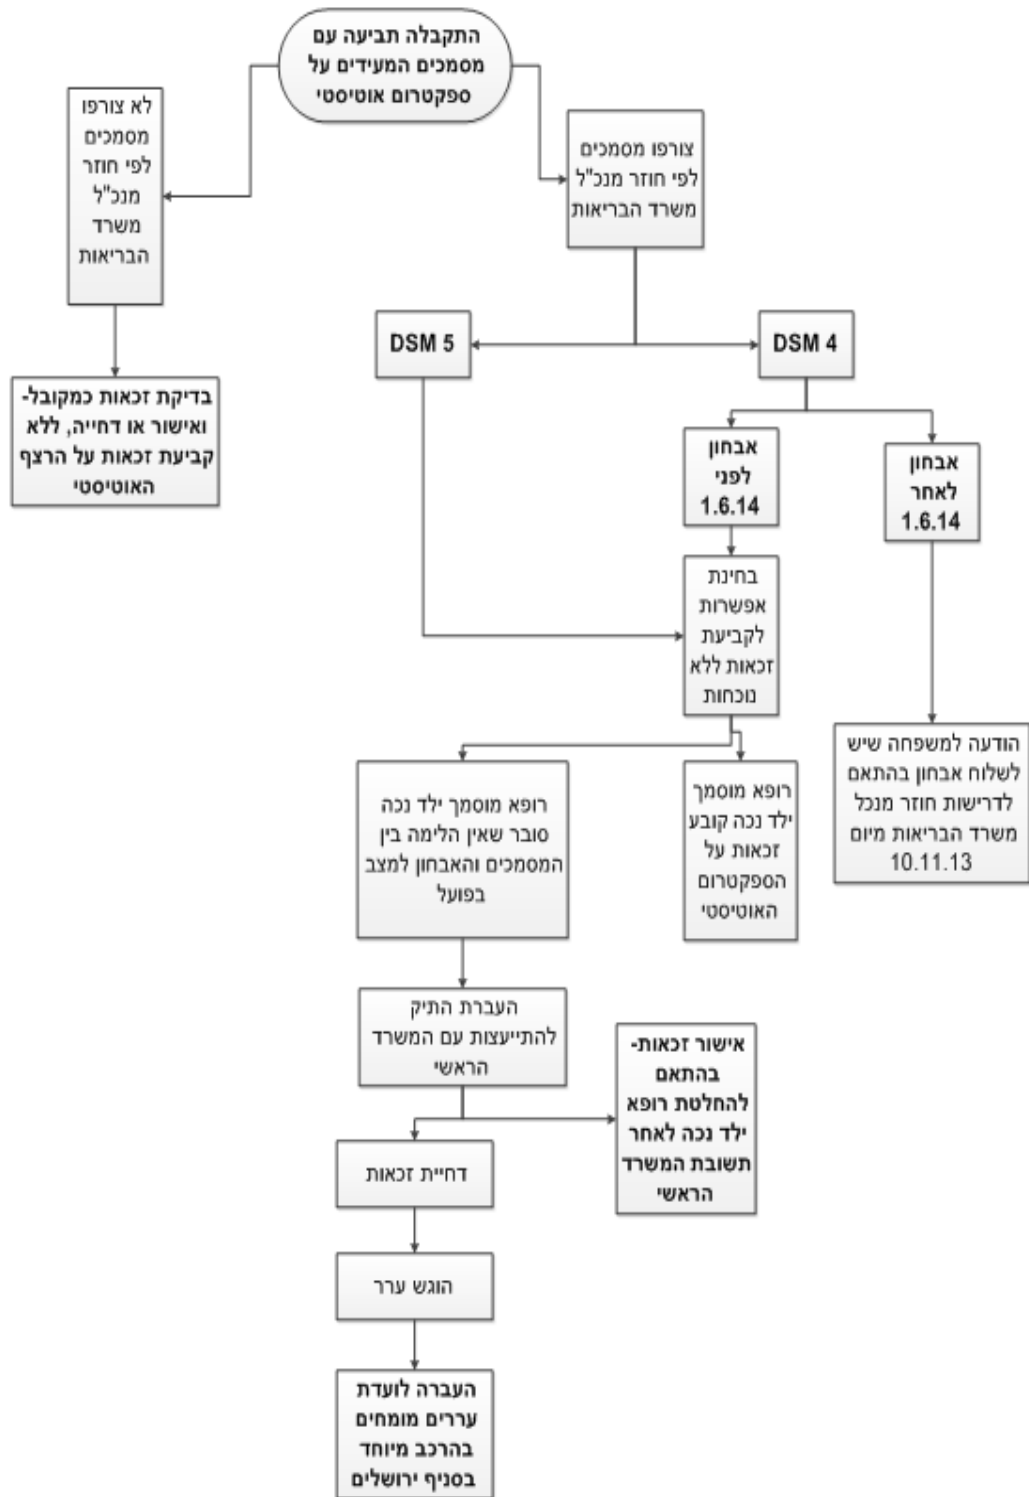 התקבלה תביעה עם
מסמכים המעידים על
ספקטרום אוטיסטי
צורפו מסמכים
לפי חוזר מנכ"ל
משרד הבריאות
לא צורפו
מסמכים
לפי חוזר
מנכ"ל
משרד
הבריאות
DSM 4
DSM 5
בדיקת זכאות כמקובל-
ואישור או דחייה, ללא
קביעת זכאות על הרצף
האוטיסטי
אבחון
לאחר
1.6.14
אבחון
לפני
1.6.14
בחינת
אפשרות
לקביעת
זכאות ללא
נוכחות
הודעה למשפחה שיש
לשלוח אבחון בהתאם
לדרישות חוזר מנכל
משרד הבריאות מיום
10.11.13
רופא מוסמך
ילד נכה קובע
זכאות על
הספקטרום
האוטיסטי
רופא מוסמך ילד נכה
סובר שאין הלימה בין
המסמכים והאבחון למצב
בפועל
העברת התיק
להתייעצות עם המשרד
הראשי
אישור זכאות-
בהתאם
להחלטת רופא
ילד נכה לאחר
תשובת המשרד
הראשי
דחיית זכאות
הוגש ערר
העברה לועדת
עררים מומחים
בהרכב מיוחד
בסניף ירושלים